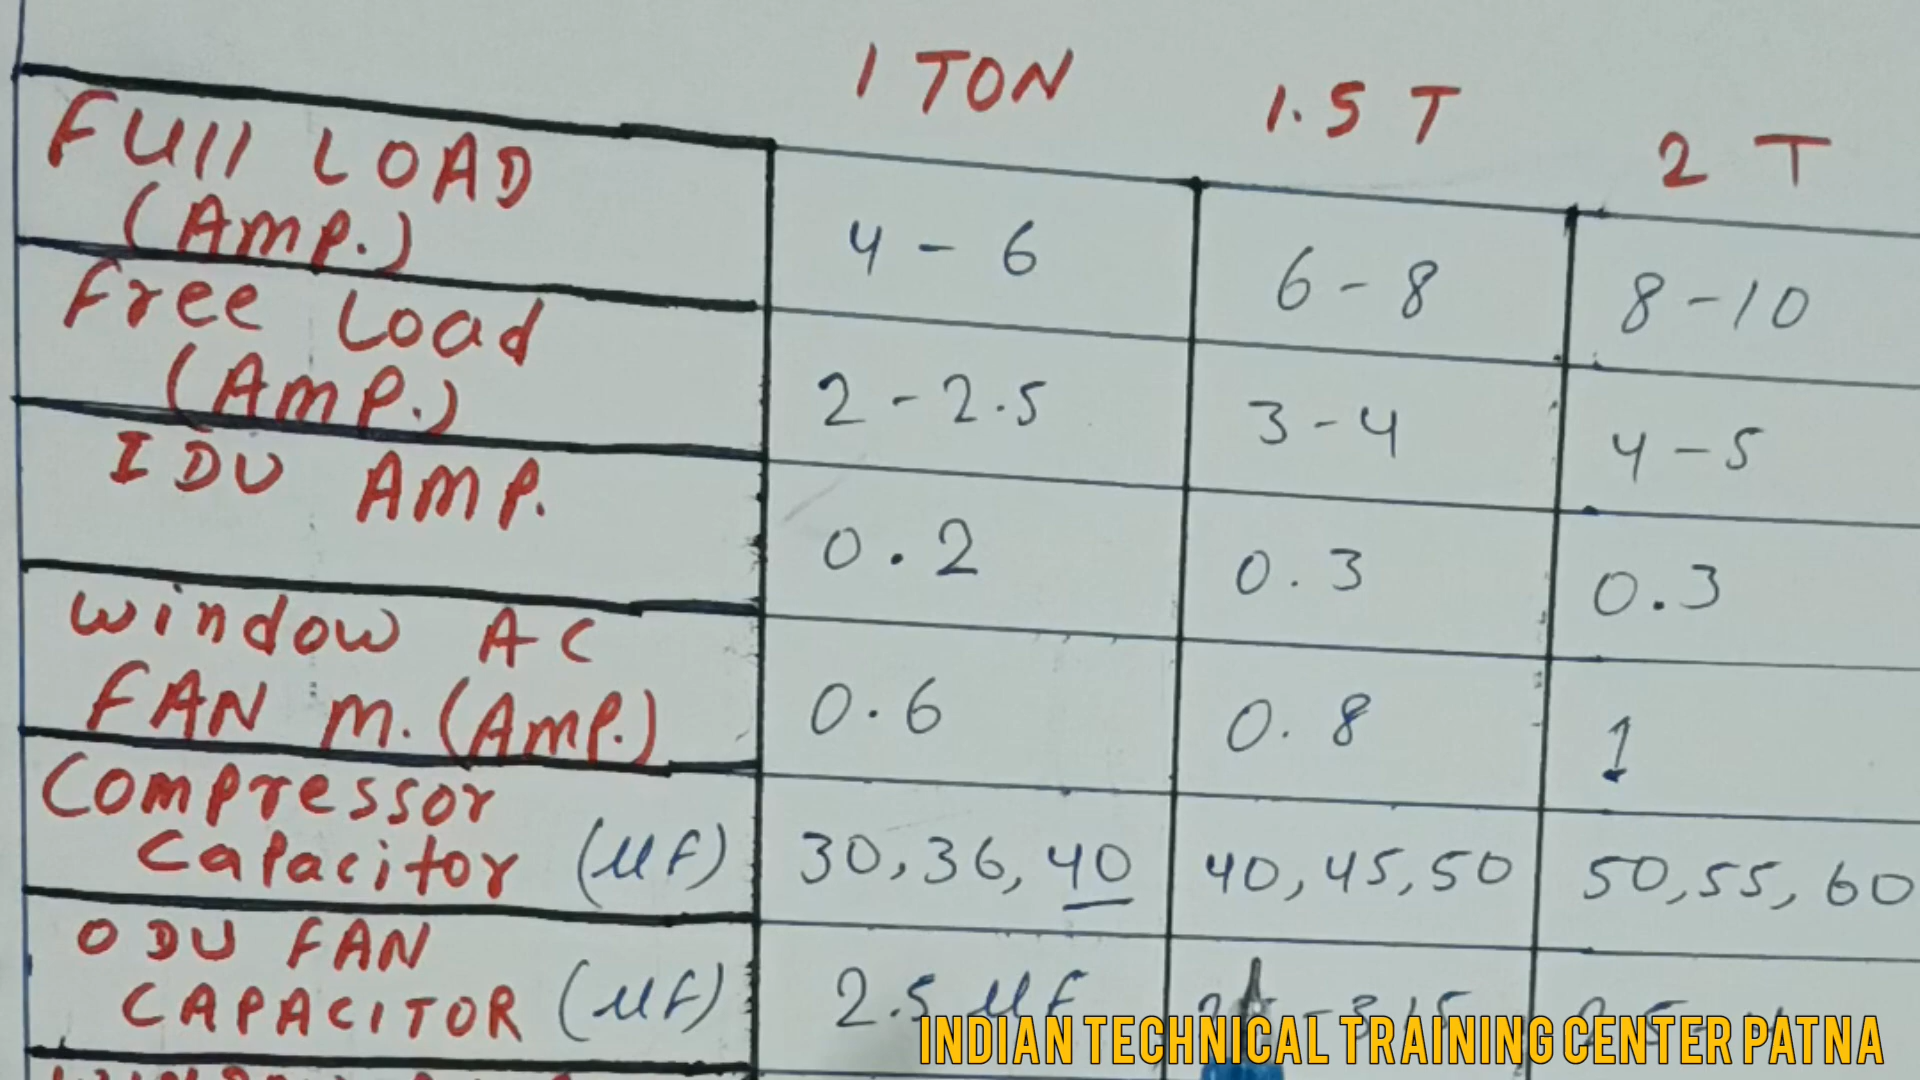 1 TON 1.5 T 2 T
FUll LOAD
(Amp.) 4 - 6 6 - 8 8 - 10
Free Load
(AMP.) 2 - 2.5 3 - 4 4 - 5
IDU AMP. 0.2 0.3 0.3
Window AC
FAN M. (Amp.) 0.6 0.8 1
Compressor
Capacitor (μf) 30, 36, 40 40, 45, 50 50, 55, 60
ODU FAN
CAPACITOR (μf) 2.5 μf
INDIAN TECHNICAL TRAINING CENTER PATNA